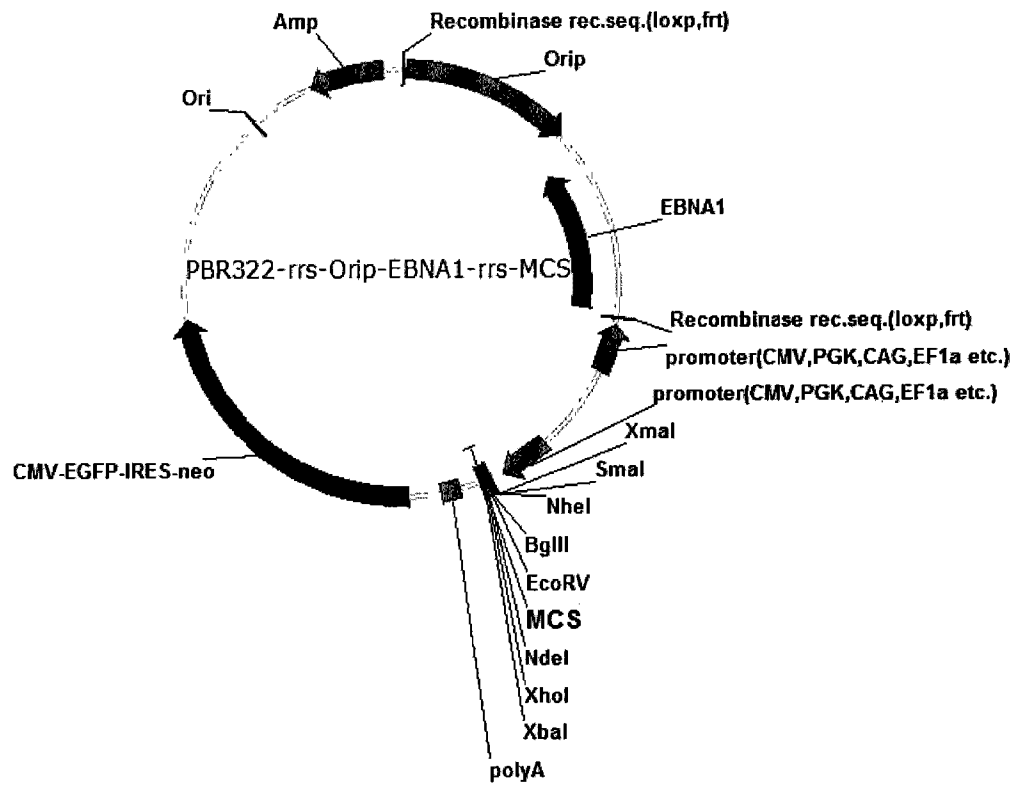 Amp
Recombinase rec.seq.(loxp,frt)
Orip
Ori
EBNA1
PBR322-rrs-Orip-EBNA1-rrs-MCS
Recombinase rec.seq.(loxp,frt)
promoter(CMV,PGK,CAG,EF1a etc.)
promoter(CMV,PGK,CAG,EF1a etc.)
XmaI
SmaI
CMV-EGFP-IRES-neo
NheI
BglII
EcoRV
MCS
NdeI
XhoI
XbaI
polyA